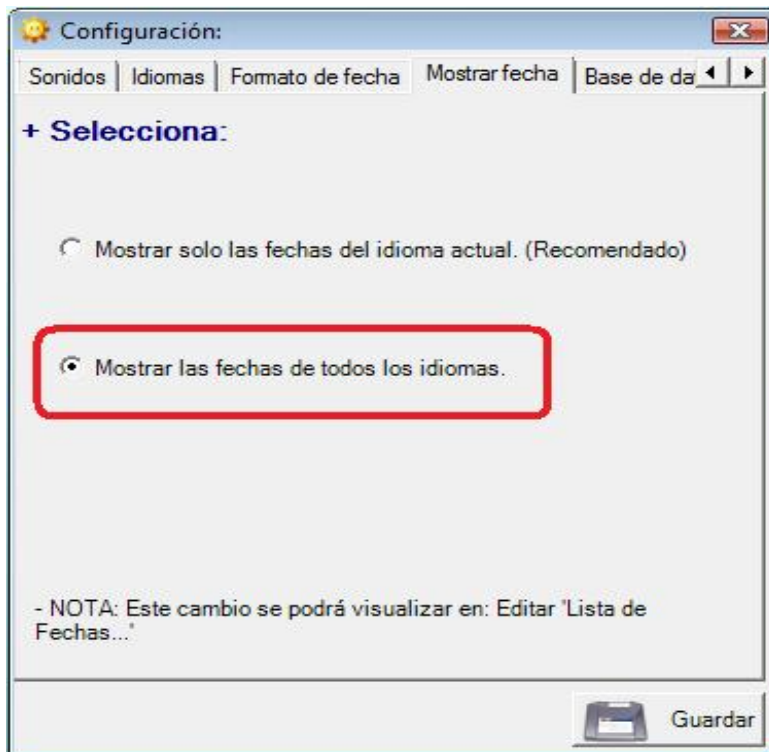 Configuración:
Sonidos Idiomas Formato de fecha Mostrar fecha Base de da
+ Selecciona:
Mostrar solo las fechas del idioma actual. (Recomendado)
Mostrar las fechas de todos los idiomas.
- NOTA: Este cambio se podrá visualizar en: Editar 'Lista de
Fechas...'
Guardar